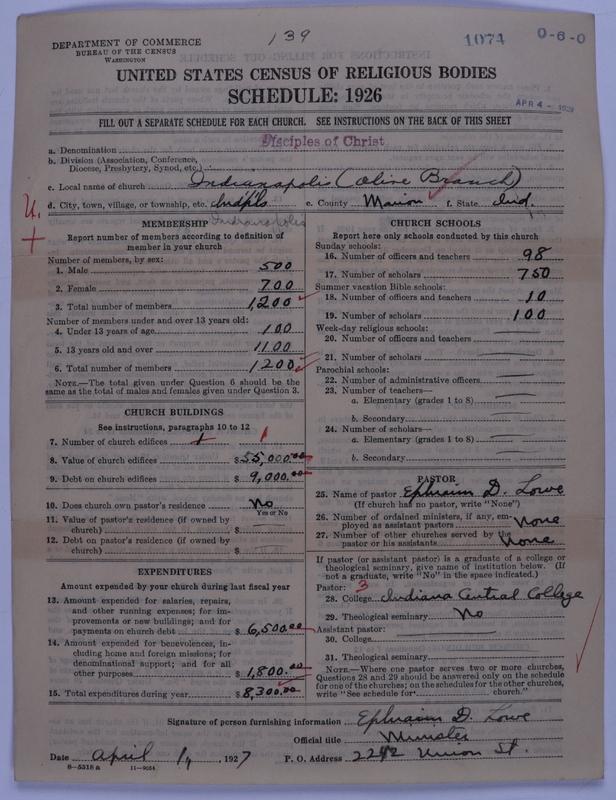 139
1074
0-6-0
DEPARTMENT OF COMMERCE
BUREAU OF THE CENSUS
WASHINGTON
UNITED STATES CENSUS OF RELIGIOUS BODIES
SCHEDULE: 1926
APR 4 -
FILL OUT A SEPARATE SCHEDULE FOR EACH CHURCH. SEE INSTRUCTIONS ON THE BACK OF THIS SHEET
a. Denomination Disciples of Christ
b. Division (Association, Conference,
Diocese, Presbytery, Synod, etc.)
c. Local name of church Indianapolis (Olive Branch)
d. City, town, village, or township, etc. Indpls e. County Marion f. State Ind.
Indianapolis
U.
+
MEMBERSHIP
Report number of members according to definition of
member in your church
Number of members, by sex:
1. Male 500
2. Female 700
3. Total number of members 1,200
Number of members under and over 13 years old:
4. Under 13 years of age 100
5. 13 years old and over 1100
6. Total number of members 1200
NOTE.—The total given under Question 6 should be the
same as the total of males and females given under Question 3.
CHURCH BUILDINGS
See instructions, paragraphs 10 to 12
7. Number of church edifices 1 1
8. Value of church edifices $55,000.00
9. Debt on church edifices $9,000.00
10. Does church own pastor's residence No
Yes or No
11. Value of pastor's residence (if owned by
church) $
12. Debt on pastor's residence (if owned by
church) $
EXPENDITURES
Amount expended by your church during last fiscal year
13. Amount expended for salaries, repairs,
and other running expenses; for im-
provements or new buildings; and for
payments on church debt $6,500.00
14. Amount expended for benevolences, in-
cluding home and foreign missions; for
denominational support; and for all
other purposes $1,800.00
15. Total expenditures during year $8,300.00
CHURCH SCHOOLS
Report here only schools conducted by this church
Sunday schools:
16. Number of officers and teachers 98
17. Number of scholars 750
Summer vacation Bible schools:
18. Number of officers and teachers 10
19. Number of scholars 100
Week-day religious schools:
20. Number of officers and teachers
21. Number of scholars
Parochial schools:
22. Number of administrative officers
23. Number of teachers—
a. Elementary (grades 1 to 8)
b. Secondary
24. Number of scholars—
a. Elementary (grades 1 to 8)
b. Secondary
PASTOR
25. Name of pastor Ephraim D. Lowe
(If church has no pastor, write "None")
26. Number of ordained ministers, if any, em-
ployed as assistant pastors None
27. Number of other churches served by the
pastor or his assistants None
If pastor (or assistant pastor) is a graduate of a college or
theological seminary, give name of institution below. (If
not a graduate, write "No" in the space indicated.)
Pastor: 3
28. College Indiana Central College
29. Theological seminary No
Assistant pastor:
30. College
31. Theological seminary
NOTE.—Where one pastor serves two or more churches,
Questions 28 and 29 should be answered only on the schedule
for one of the churches; on the schedules for the other churches,
write "See schedule for church."
Signature of person furnishing information Ephraim D. Lowe
Official title Minister
Date April 1, 1927 P. O. Address 2242 Union St.
8—5318 a 11—9054